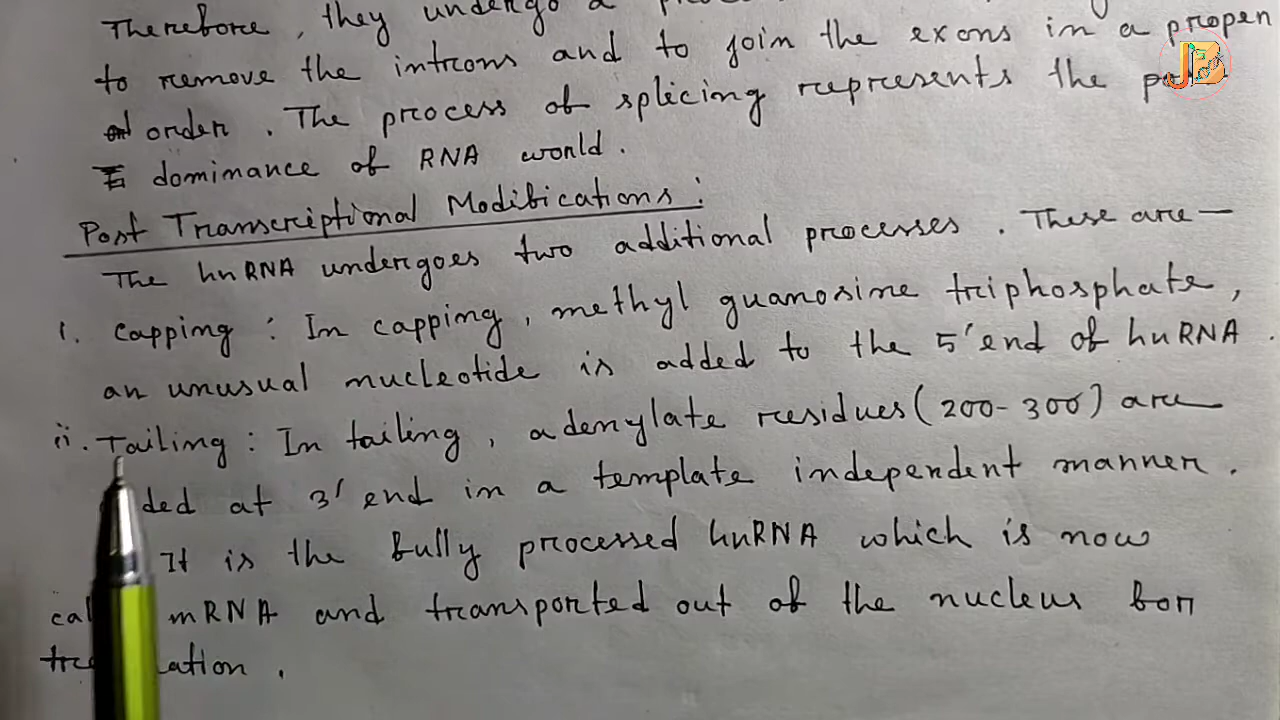 Therefore, they undergo a
to remove the introns and to join the exons in a proper
order. The process of splicing represents the
dominance of RNA world.
Post Transcriptional Modifications:
The hnRNA undergoes two additional processes. These are—
i. Capping: In capping, methyl guanosine triphosphate,
an unusual nucleotide is added to the 5' end of hnRNA.
ii. Tailing: In tailing, adenylate residues (200-300) are
at 3' end in a template independent manner.
It is the fully processed hnRNA which is now
mRNA and transported out of the nucleus for